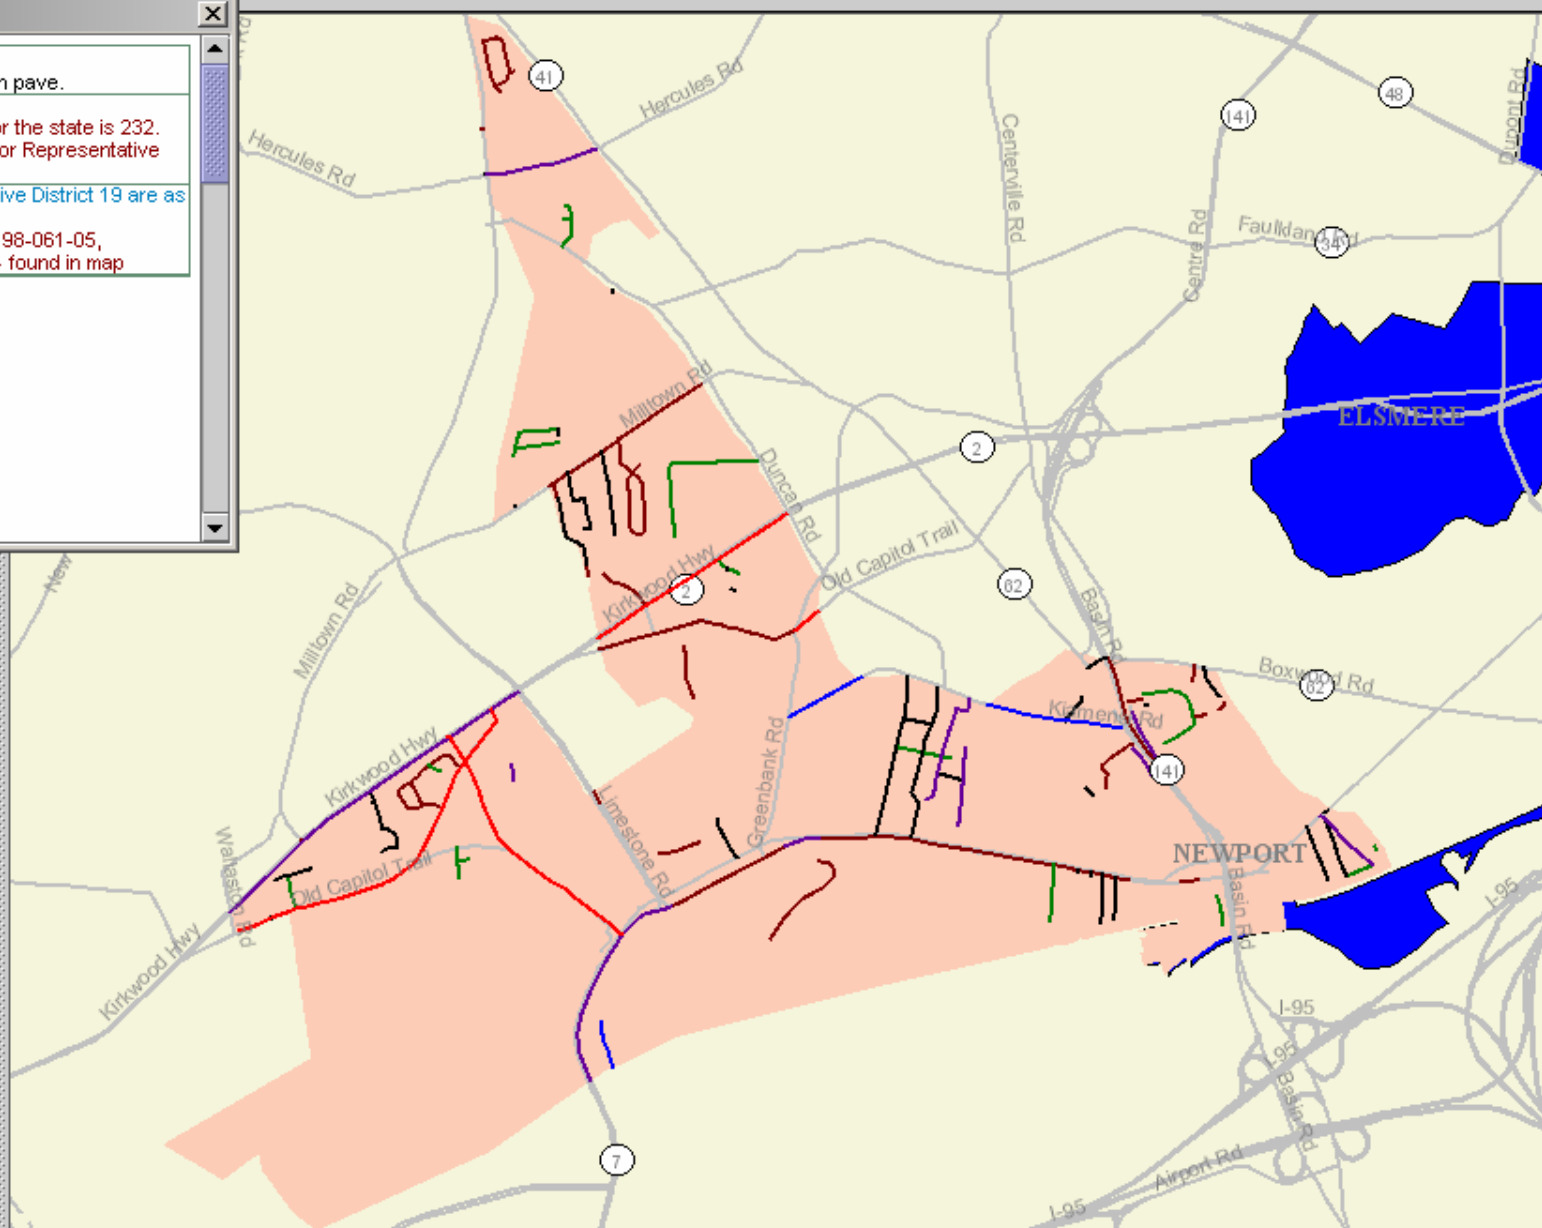 n pave.
or the state is 232.
or Representative
ive District 19 are as
98-061-05,
- found in map
41
Hercules Rd
Hercules Rd
Centerville Rd
141
48
Dupont Rd
Centre Rd
Faulkland Rd
34
Milltown Rd
ELSMERE
2
Duncan Rd
Old Capitol Trail
Kirkwood Hwy
2
62
New
Milltown Rd
Basin Rd
Boxwood Rd
62
Kiamensi Rd
Kirkwood Hwy
141
Greenbank Rd
Limestone Rd
Wallaston Rd
Old Capitol Trail
NEWPORT
Basin Rd
Kirkwood Hwy
I-95
I-95
I-95
Basin Rd
7
Airport Rd
I-95